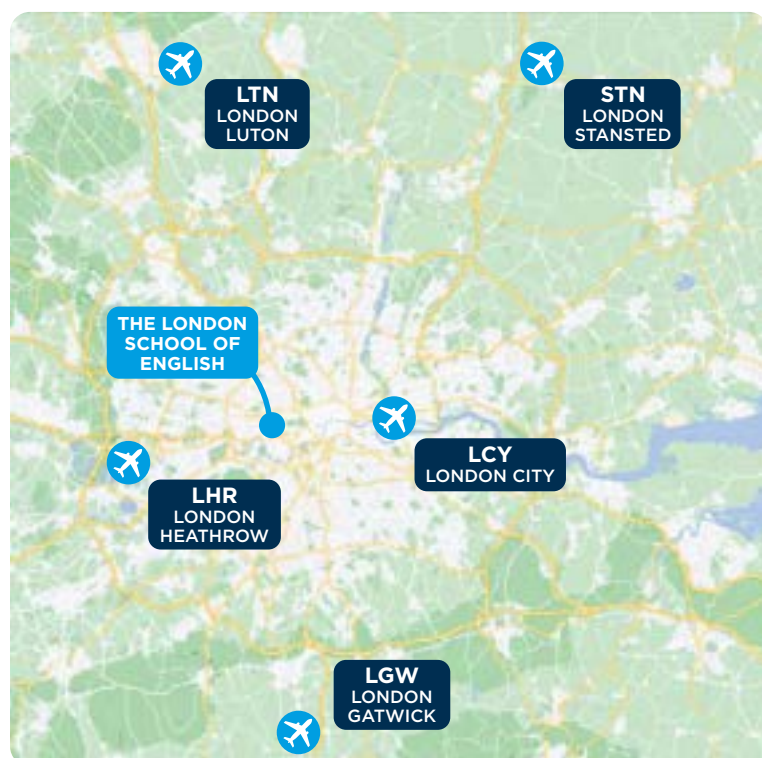 LTN
LONDON
LUTON
STN
LONDON
STANSTED
THE LONDON
SCHOOL OF
ENGLISH
LCY
LONDON CITY
LHR
LONDON
HEATHROW
LGW
LONDON
GATWICK